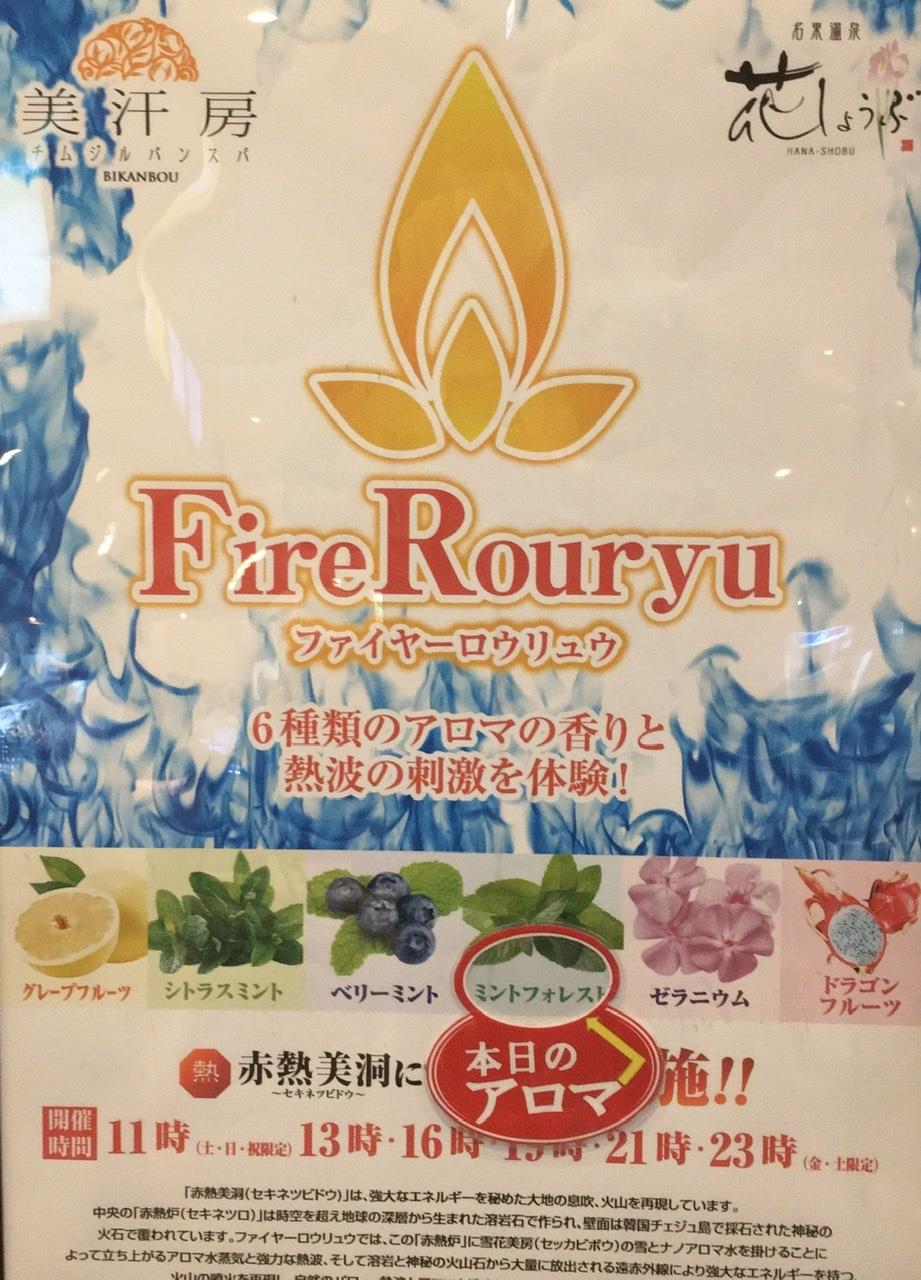 美汗房
チムジルバンスパ
BIKANBOU
名東温泉
花しょうぶ
HANA-SHOBU
FireRouryu
ファイヤーロウリュウ
6種類のアロマの香りと
熱波の刺激を体験!
グレープフルーツ
シトラスミント
ベリーミント
ミントフォレスト
ゼラニウム
ドラゴン
フルーツ
熱 赤熱美洞に
施!!
~セキネツビドウ~
本日の
アロマ
開催
時間
11時(土・日・祝限定)13時・16時・19時・21時・23時(金・土限定)
「赤熱美洞(セキネツビドウ)」は、強大なエネルギーを秘めた大地の息吹、火山を再現しています。
中央の「赤熱炉(セキネツロ)」は時空を超え地球の深層から生まれた溶岩石で作られ、壁面は韓国チェジュ島で採石された神秘の
火石で覆われています。ファイヤーロウリュウでは、この「赤熱炉」に雪花美房(セッカビボウ)の雪とナノアロマ水を掛けることに
よって立ち上がるアロマ水蒸気と強力な熱波、そして溶岩と神秘の火山石から大量に放出される遠赤外線により強大なエネルギーを持つ
火山の噴火を再現